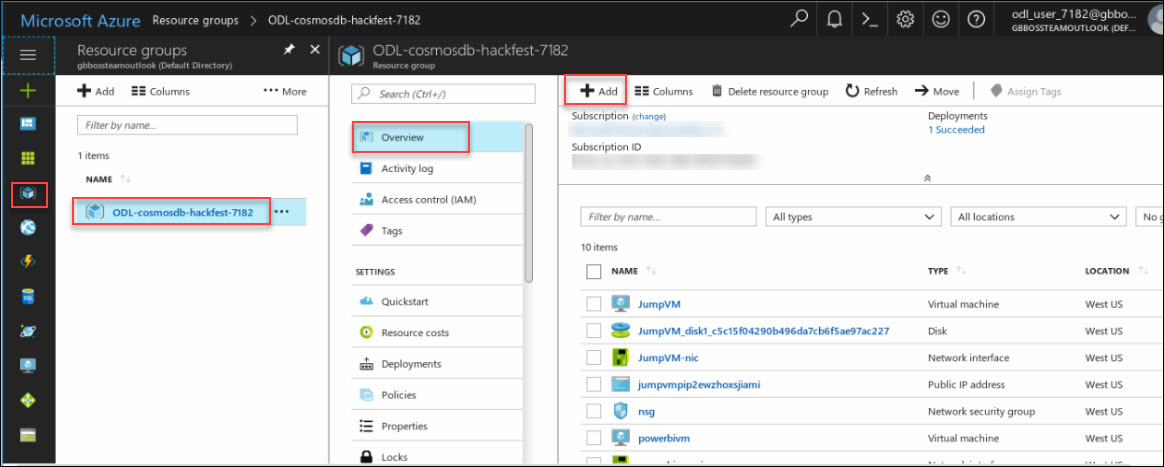 Microsoft Azure Resource groups > ODL-cosmosdb-hackfest-7182
odl_user_7182@gbbo...
GBBOSSTEAMOUTLOOK (DEF...
Resource groups
gbbossteamoutlook (Default Directory)
Add Columns More
Filter by name...
1 items
NAME
ODL-cosmosdb-hackfest-7182
ODL-cosmosdb-hackfest-7182
Resource group
Search (Ctrl+/)
Overview
Activity log
Access control (IAM)
Tags
SETTINGS
Quickstart
Resource costs
Deployments
Policies
Properties
Locks
Add Columns Delete resource group Refresh Move Assign Tags
Subscription (change)
Deployments
1 Succeeded
Subscription ID
Filter by name... All types All locations No g
10 items
NAME TYPE LOCATION
JumpVM Virtual machine West US
JumpVM_disk1_c5c15f04290b496da7cb6f5ae97ac227 Disk West US
JumpVM-nic Network interface West US
jumpvmpip2ewzhoxsjiami Public IP address West US
nsg Network security group West US
powerbivm Virtual machine West US